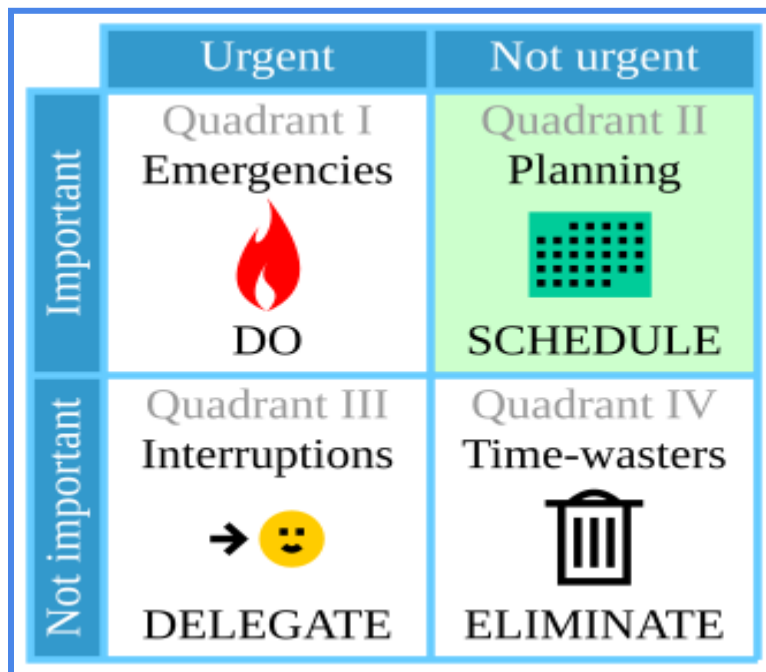 Urgent
Not urgent
Important
Quadrant I
Emergencies
DO
Quadrant II
Planning
SCHEDULE
Not important
Quadrant III
Interruptions
DELEGATE
Quadrant IV
Time-wasters
ELIMINATE